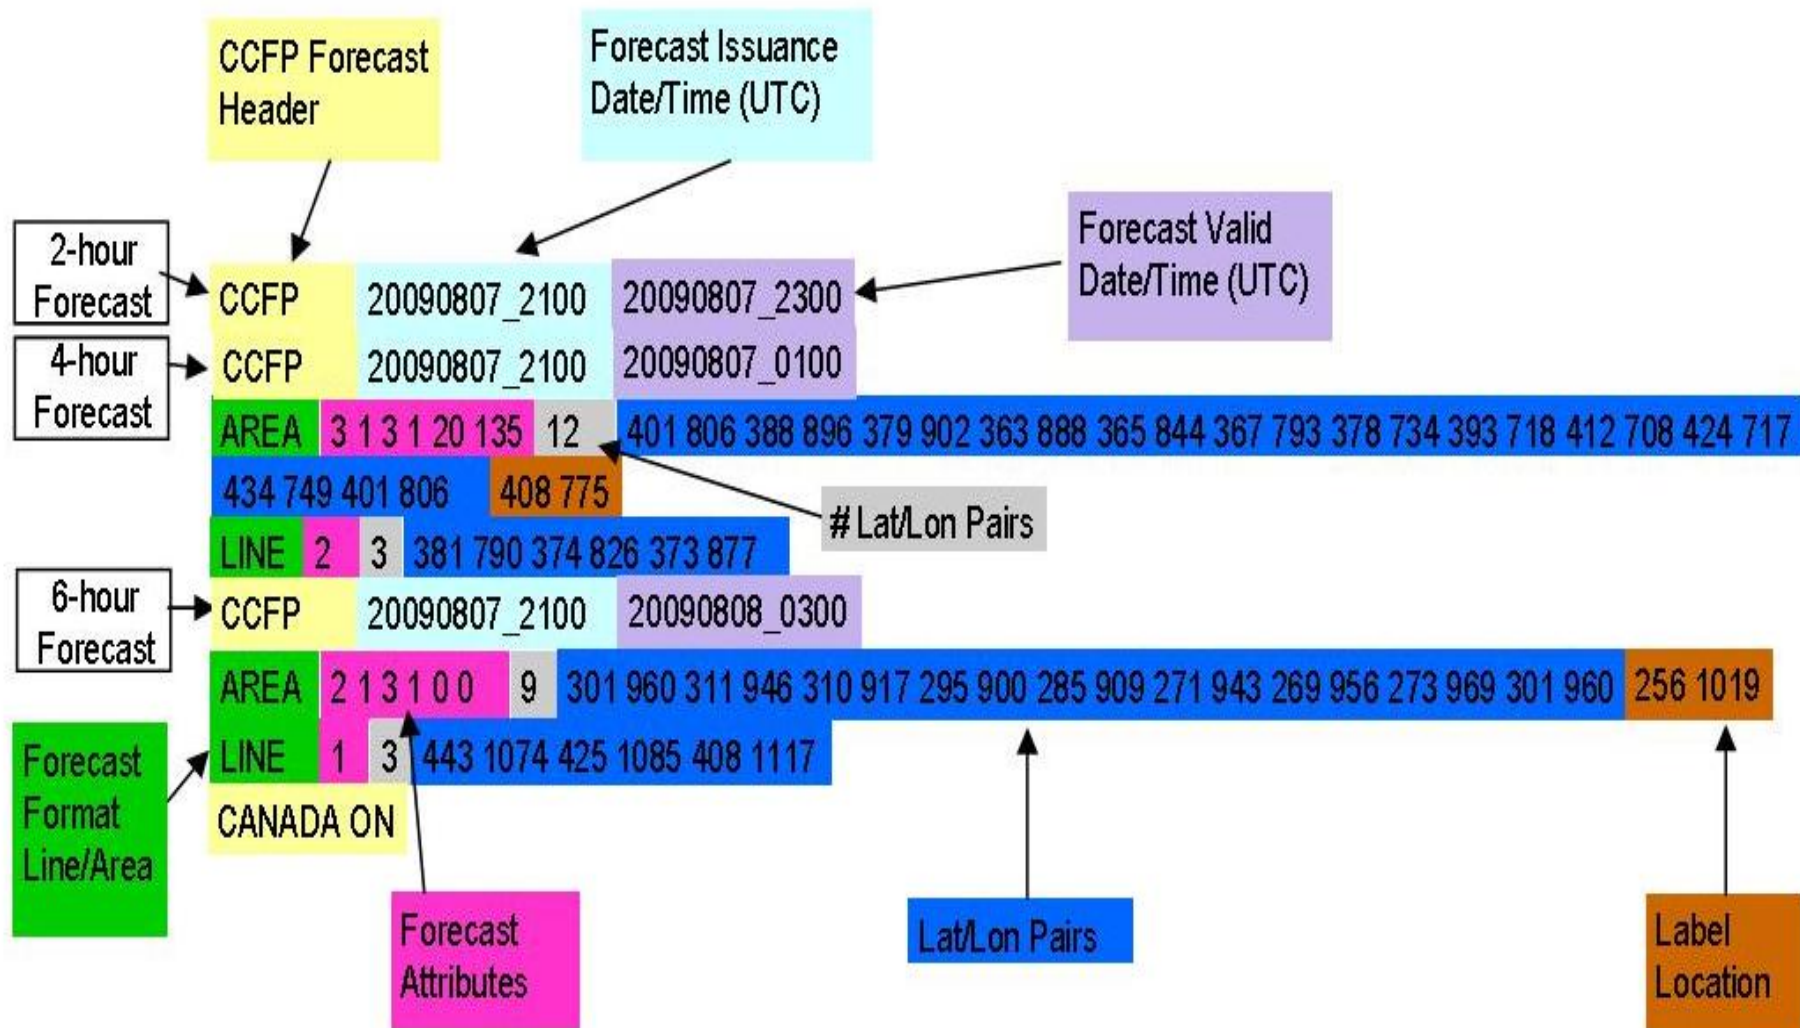 CCFP Forecast
Header
Forecast Issuance
Date/Time (UTC)
Forecast Valid
Date/Time (UTC)
2-hour
Forecast
CCFP 20090807_2100 20090807_2300
4-hour
Forecast
CCFP 20090807_2100 20090807_0100
AREA 3 1 3 1 20 135 12 401 806 388 896 379 902 363 888 365 844 367 793 378 734 393 718 412 708 424 717
434 749 401 806 408 775
# Lat/Lon Pairs
LINE 2 3 381 790 374 826 373 877
6-hour
Forecast
CCFP 20090807_2100 20090808_0300
AREA 2 1 3 1 0 0 9 301 960 311 946 310 917 295 900 285 909 271 943 269 956 273 969 301 960 256 1019
LINE 1 3 443 1074 425 1085 408 1117
CANADA ON
Forecast
Format
Line/Area
Forecast
Attributes
Lat/Lon Pairs
Label
Location